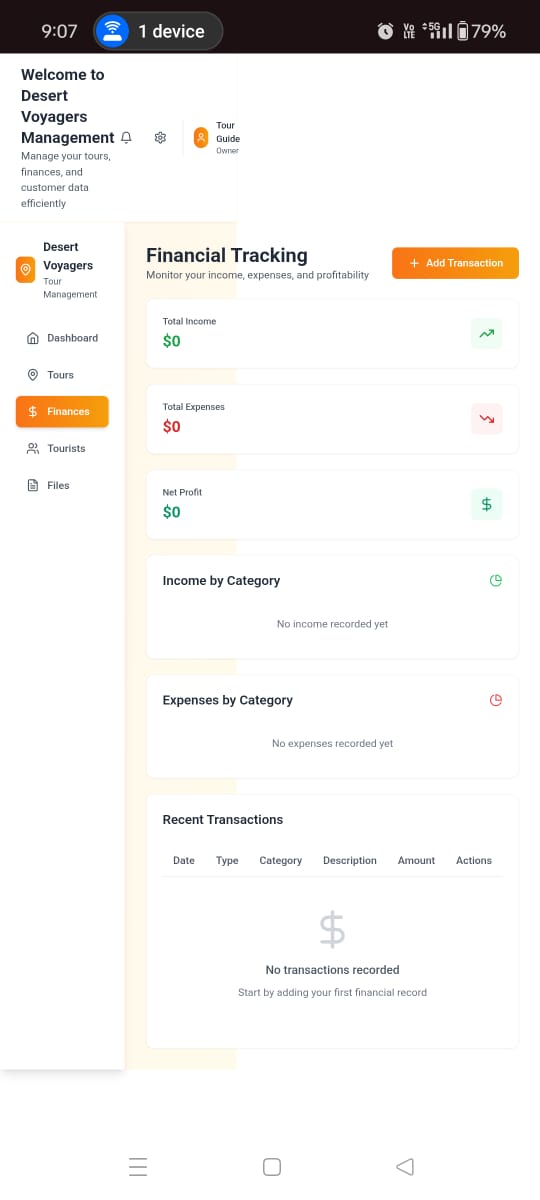 9:07
1 device
Vo
LTE
5G
79%
Welcome to
Desert
Voyagers
Management
Manage your tours,
finances, and
customer data
efficiently
Tour
Guide
Owner
Desert
Voyagers
Tour
Management
Dashboard
Tours
Finances
Tourists
Files
Financial Tracking
Monitor your income, expenses, and profitability
+ Add Transaction
Total Income
$0
Total Expenses
$0
Net Profit
$0
Income by Category
No income recorded yet
Expenses by Category
No expenses recorded yet
Recent Transactions
Date Type Category Description Amount Actions
No transactions recorded
Start by adding your first financial record